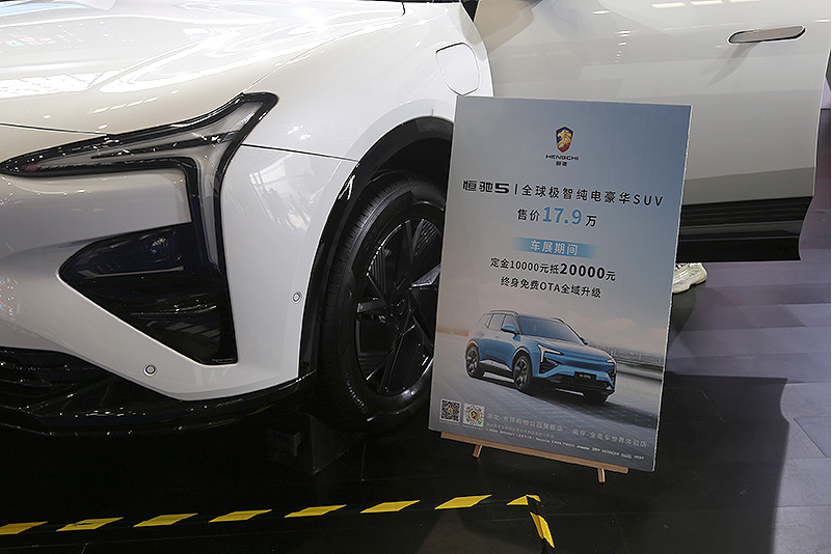 HENGCHI
恒驰
恒驰5 | 全球极智纯电豪华SUV
售价17.9万
车展期间
定金10000元抵20000元
终身免费OTA全域升级